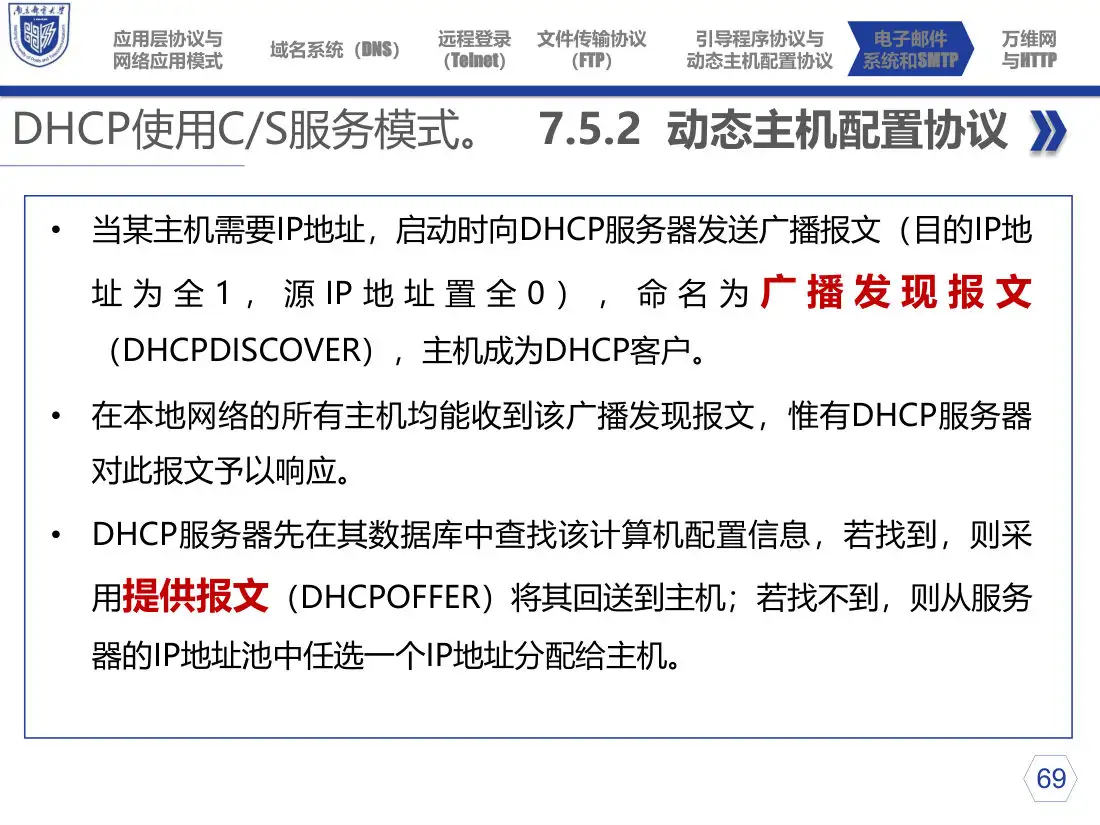 南京邮电大学
应用层协议与
网络应用模式
域名系统（DNS）
远程登录
（Telnet）
文件传输协议
（FTP）
引导程序协议与
动态主机配置协议
电子邮件
系统和SMTP
万维网
与HTTP
DHCP使用C/S服务模式。 7.5.2 动态主机配置协议
• 当某主机需要IP地址，启动时向DHCP服务器发送广播报文（目的IP地
址为全1，源IP地址置全0），命名为广播发现报文
（DHCPDISCOVER），主机成为DHCP客户。
• 在本地网络的所有主机均能收到该广播发现报文，惟有DHCP服务器
对此报文予以响应。
• DHCP服务器先在其数据库中查找该计算机配置信息，若找到，则采
用提供报文（DHCPOFFER）将其回送到主机；若找不到，则从服务
器的IP地址池中任选一个IP地址分配给主机。
69